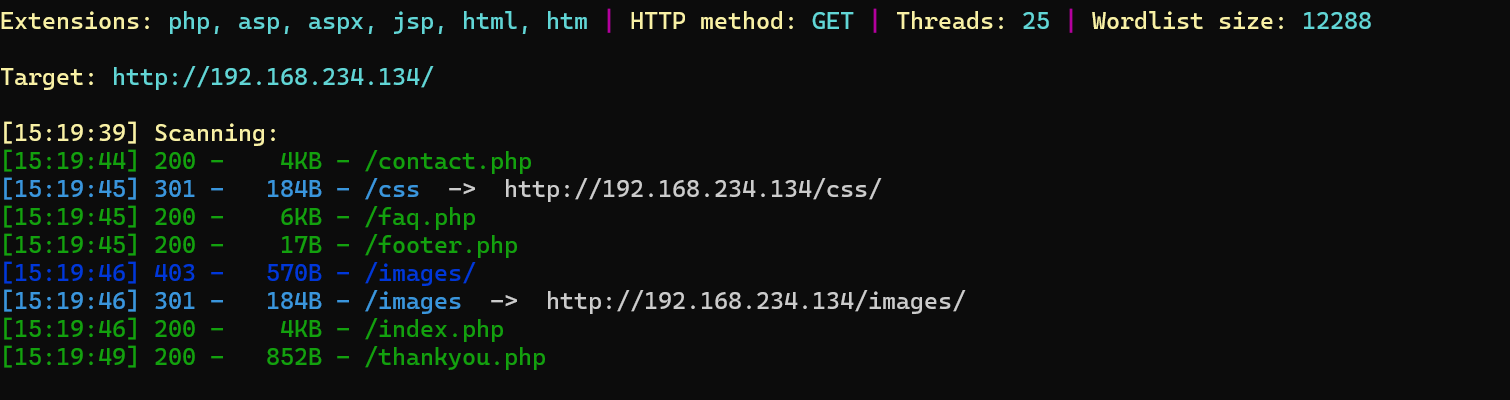 Extensions: php, asp, aspx, jsp, html, htm | HTTP method: GET | Threads: 25 | Wordlist size: 12288
Target: http://192.168.234.134/
[15:19:39] Scanning:
[15:19:44] 200 -    4KB - /contact.php
[15:19:45] 301 -   184B - /css  ->  http://192.168.234.134/css/
[15:19:45] 200 -    6KB - /faq.php
[15:19:45] 200 -    17B - /footer.php
[15:19:46] 403 -   570B - /images/
[15:19:46] 301 -   184B - /images  ->  http://192.168.234.134/images/
[15:19:46] 200 -    4KB - /index.php
[15:19:49] 200 -   852B - /thankyou.php